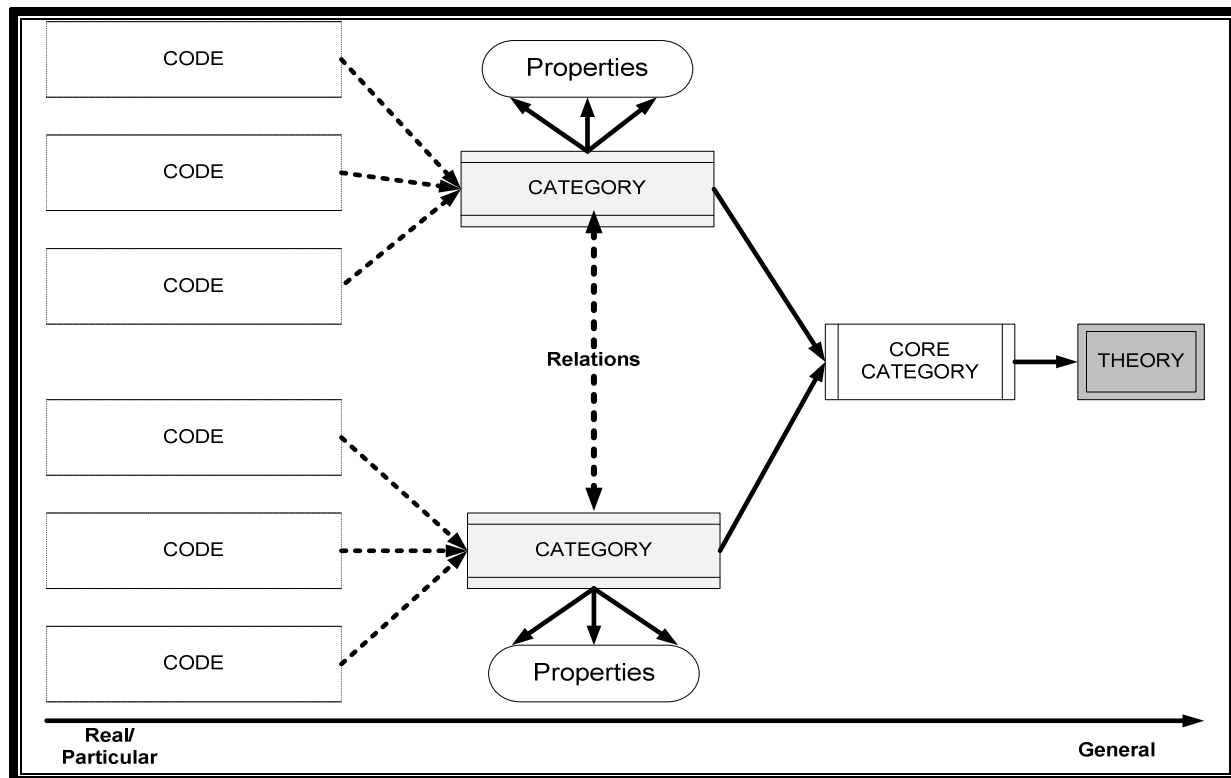 CODE
CODE
CODE
CODE
CODE
CODE
Properties
CATEGORY
Relations
CATEGORY
Properties
CORE
CATEGORY
THEORY
Real/
Particular
General